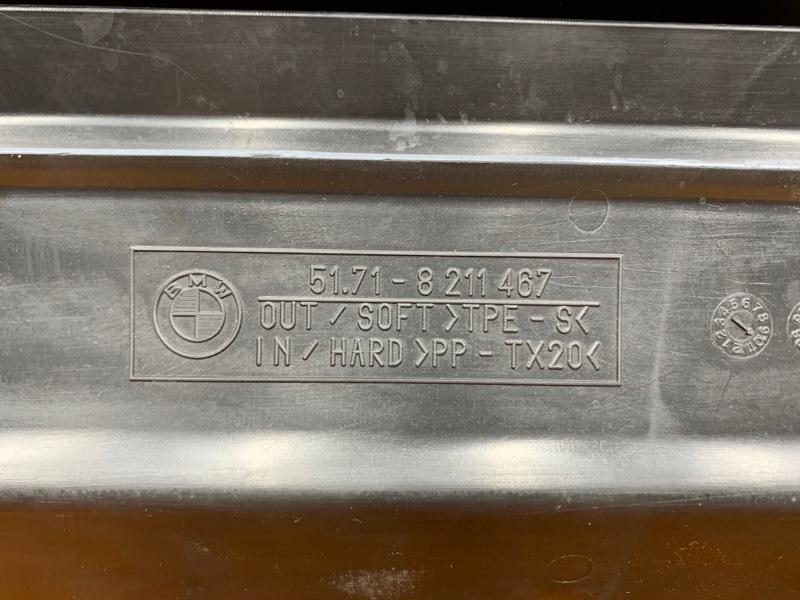 BMW
51.71 - 8 211 467
OUT / SOFT >TPE - S<
IN / HARD >PP - TX20<